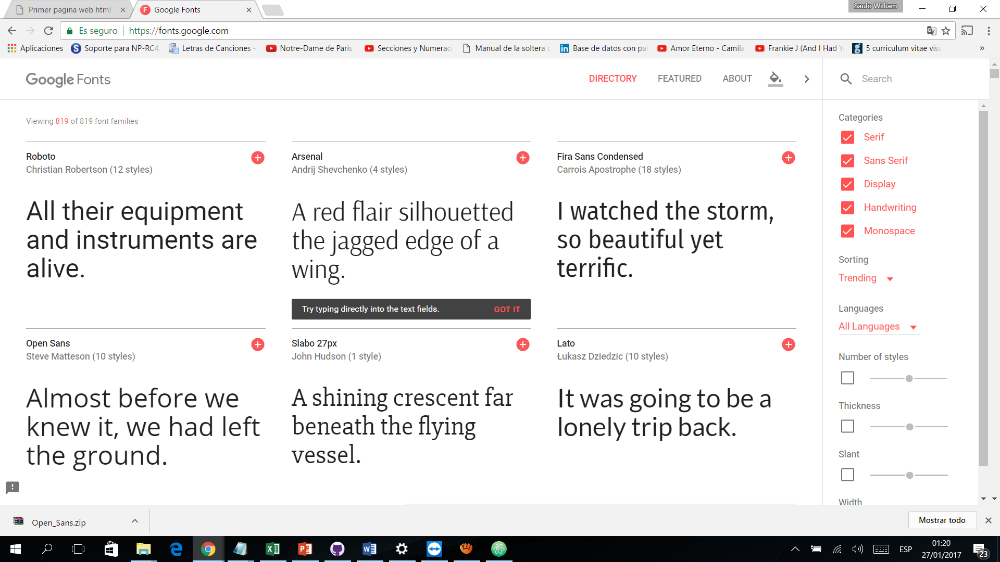 Primer pagina web html
Google Fonts
Saulo William
Es seguro
https://fonts.google.com
Aplicaciones
Soporte para NP-RC4
Letras de Canciones -
Notre-Dame de Paris
Secciones y Numeraci
Manual de la soltera
Base de datos con pa
Amor Eterno - Camila
Frankie J (And I Had Y
5 curriculum vitae visu
»
Google Fonts
DIRECTORY
FEATURED
ABOUT
Search
Viewing 819 of 819 font families
Roboto
Christian Robertson (12 styles)
All their equipment
and instruments are
alive.
Arsenal
Andrij Shevchenko (4 styles)
A red flair silhouetted
the jagged edge of a
wing.
Try typing directly into the text fields.
GOT IT
Fira Sans Condensed
Carrois Apostrophe (18 styles)
I watched the storm,
so beautiful yet
terrific.
Open Sans
Steve Matteson (10 styles)
Almost before we
knew it, we had left
the ground.
Slabo 27px
John Hudson (1 style)
A shining crescent far
beneath the flying
vessel.
Lato
Łukasz Dziedzic (10 styles)
It was going to be a
lonely trip back.
Categories
Serif
Sans Serif
Display
Handwriting
Monospace
Sorting
Trending
Languages
All Languages
Number of styles
Thickness
Slant
Width
Open_Sans.zip
Mostrar todo
ESP
01:20
27/01/2017
23